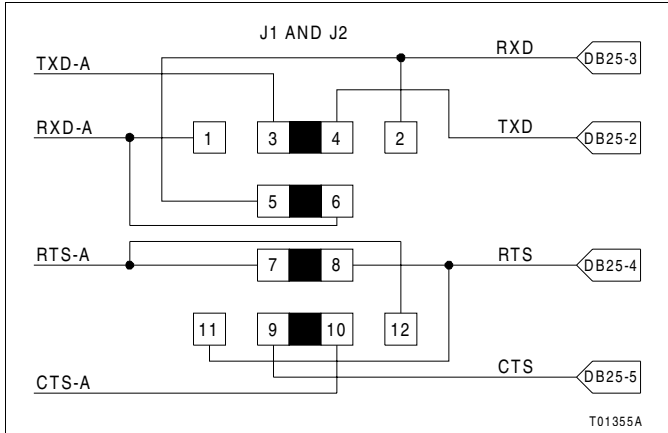 J1 AND J2
TXD-A
RXD
DB25-3
RXD-A
1
3
4
2
TXD
DB25-2
5
6
RTS-A
7
8
RTS
DB25-4
11
9
10
12
CTS-A
CTS
DB25-5
T01355A